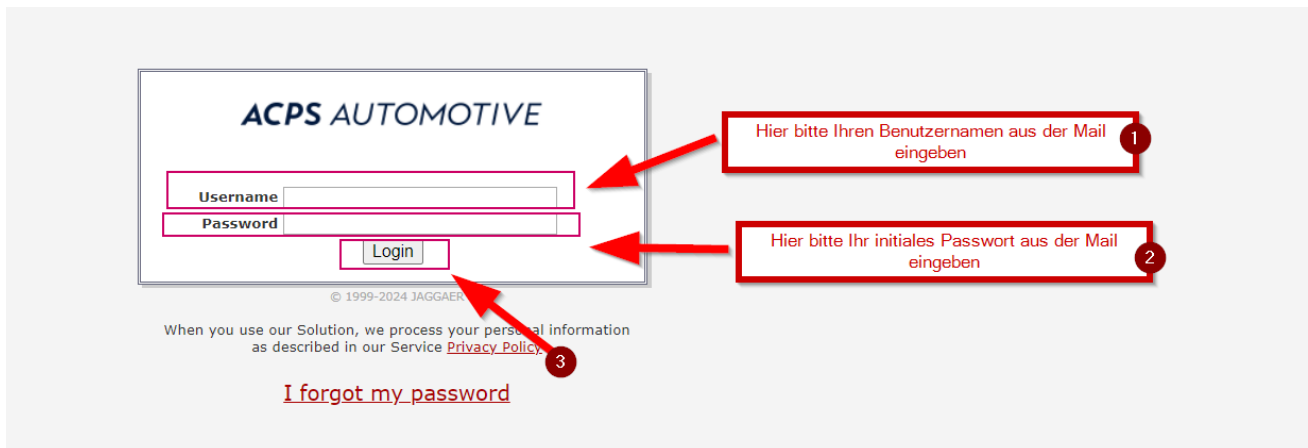 ACPS AUTOMOTIVE
Hier bitte Ihren Benutzernamen aus der Mail
eingeben
1
Username
Password
Hier bitte Ihr initiales Passwort aus der Mail
eingeben
2
Login
© 1999-2024 JAGGAER
When you use our Solution, we process your personal information
as described in our Service Privacy Policy
3
I forgot my password